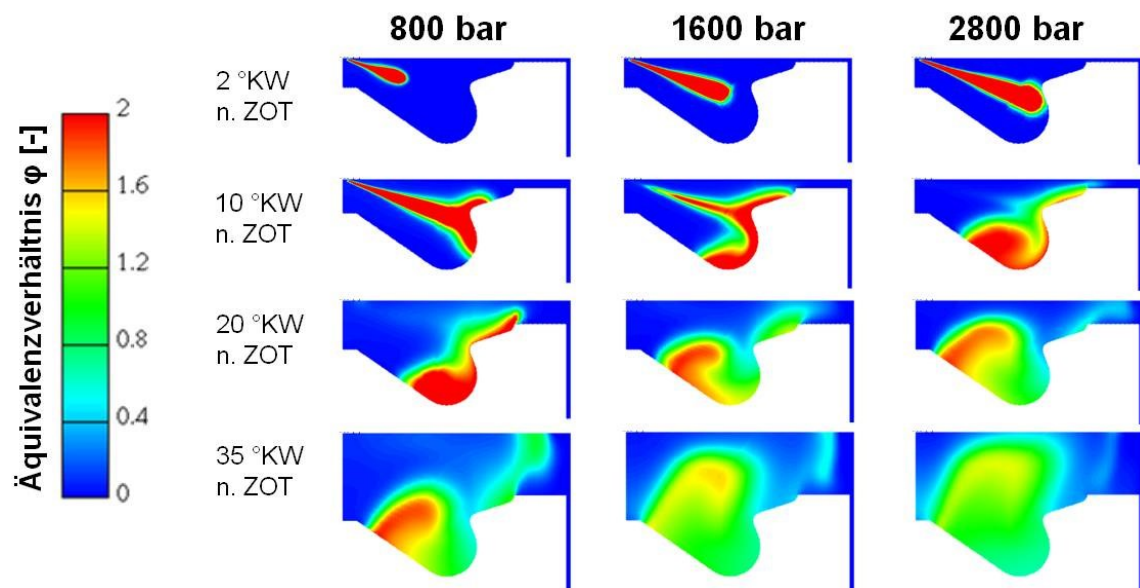 800 bar
1600 bar
2800 bar
2 °KW
n. ZOT
10 °KW
n. ZOT
20 °KW
n. ZOT
35 °KW
n. ZOT
Äquivalenzverhältnis φ [-]
2
1.6
1.2
0.8
0.4
0